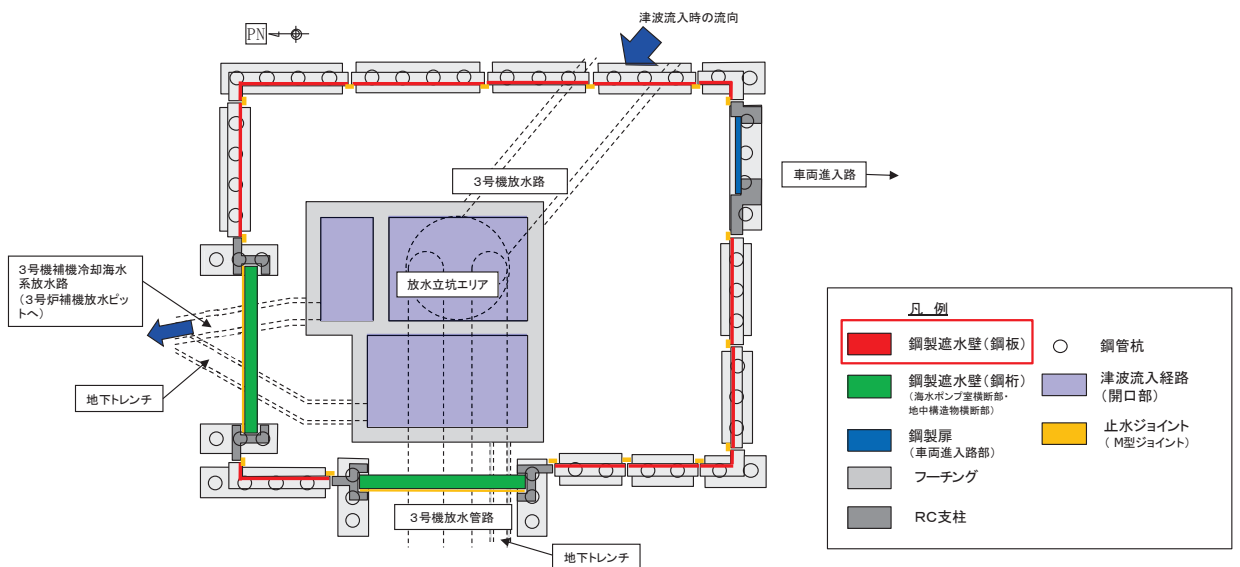 津波流入時の流向
PN
3号機放水路
車両進入路
3号機補機冷却海水
系放水路
(3号炉補機放水ピッ
トへ)
放水立坑エリア
地下トレンチ
3号機放水管路
地下トレンチ
凡 例
鋼製遮水壁(鋼板)
鋼管杭
鋼製遮水壁(鋼桁)
(海水ポンプ室横断部・
地中構造物横断部)
津波流入経路
(開口部)
鋼製扉
(車両進入路部)
止水ジョイント
( M型ジョイント)
フーチング
RC支柱